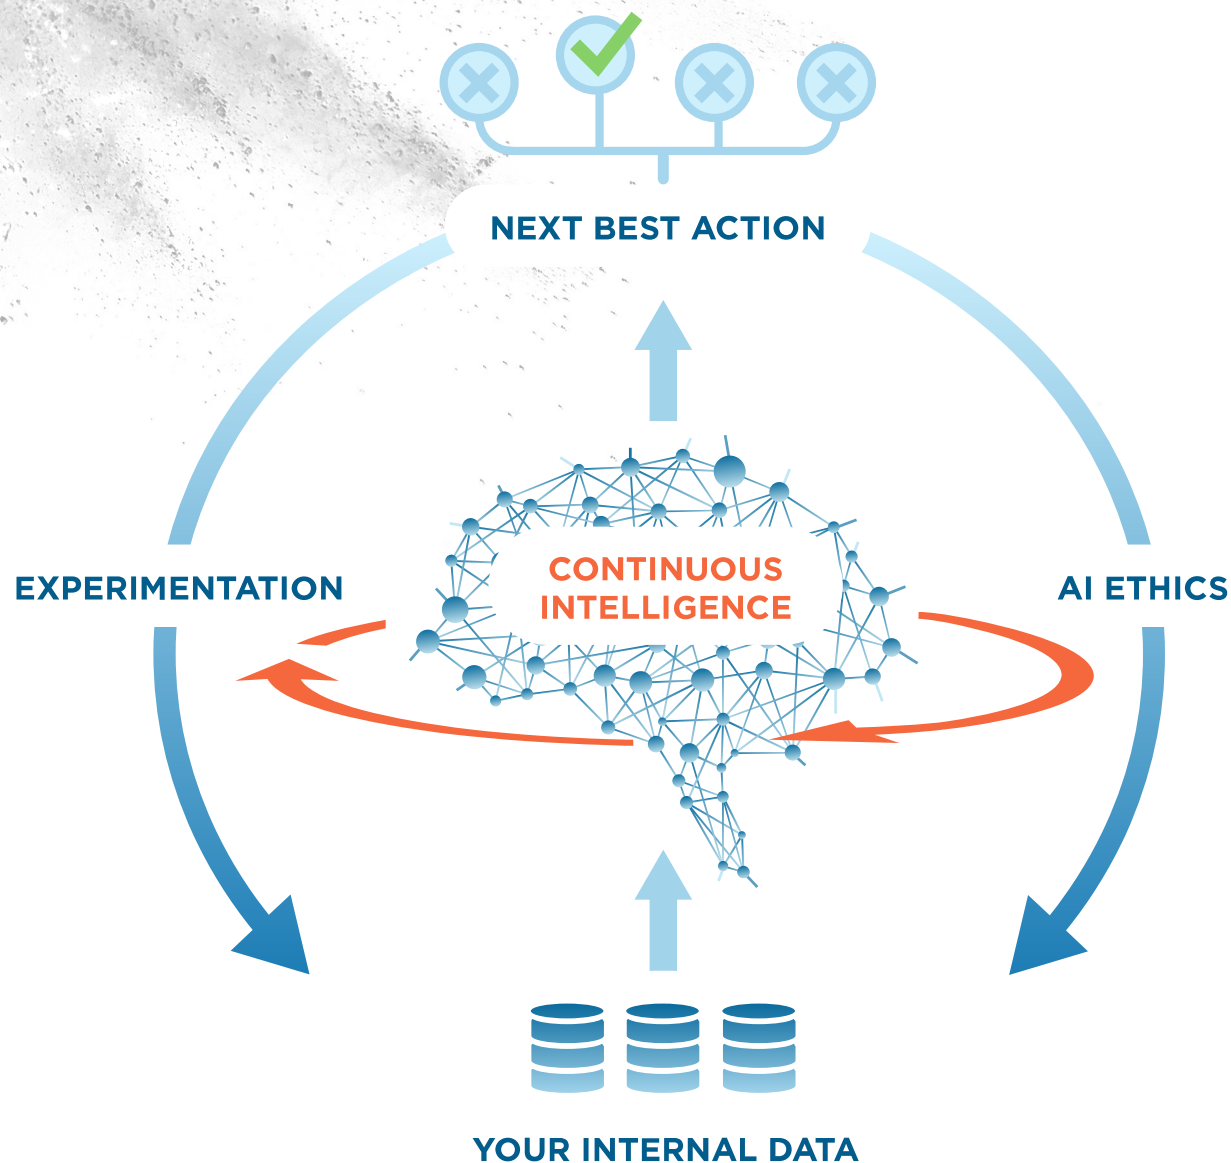 NEXT BEST ACTION
CONTINUOUS
INTELLIGENCE
EXPERIMENTATION
AI ETHICS
YOUR INTERNAL DATA